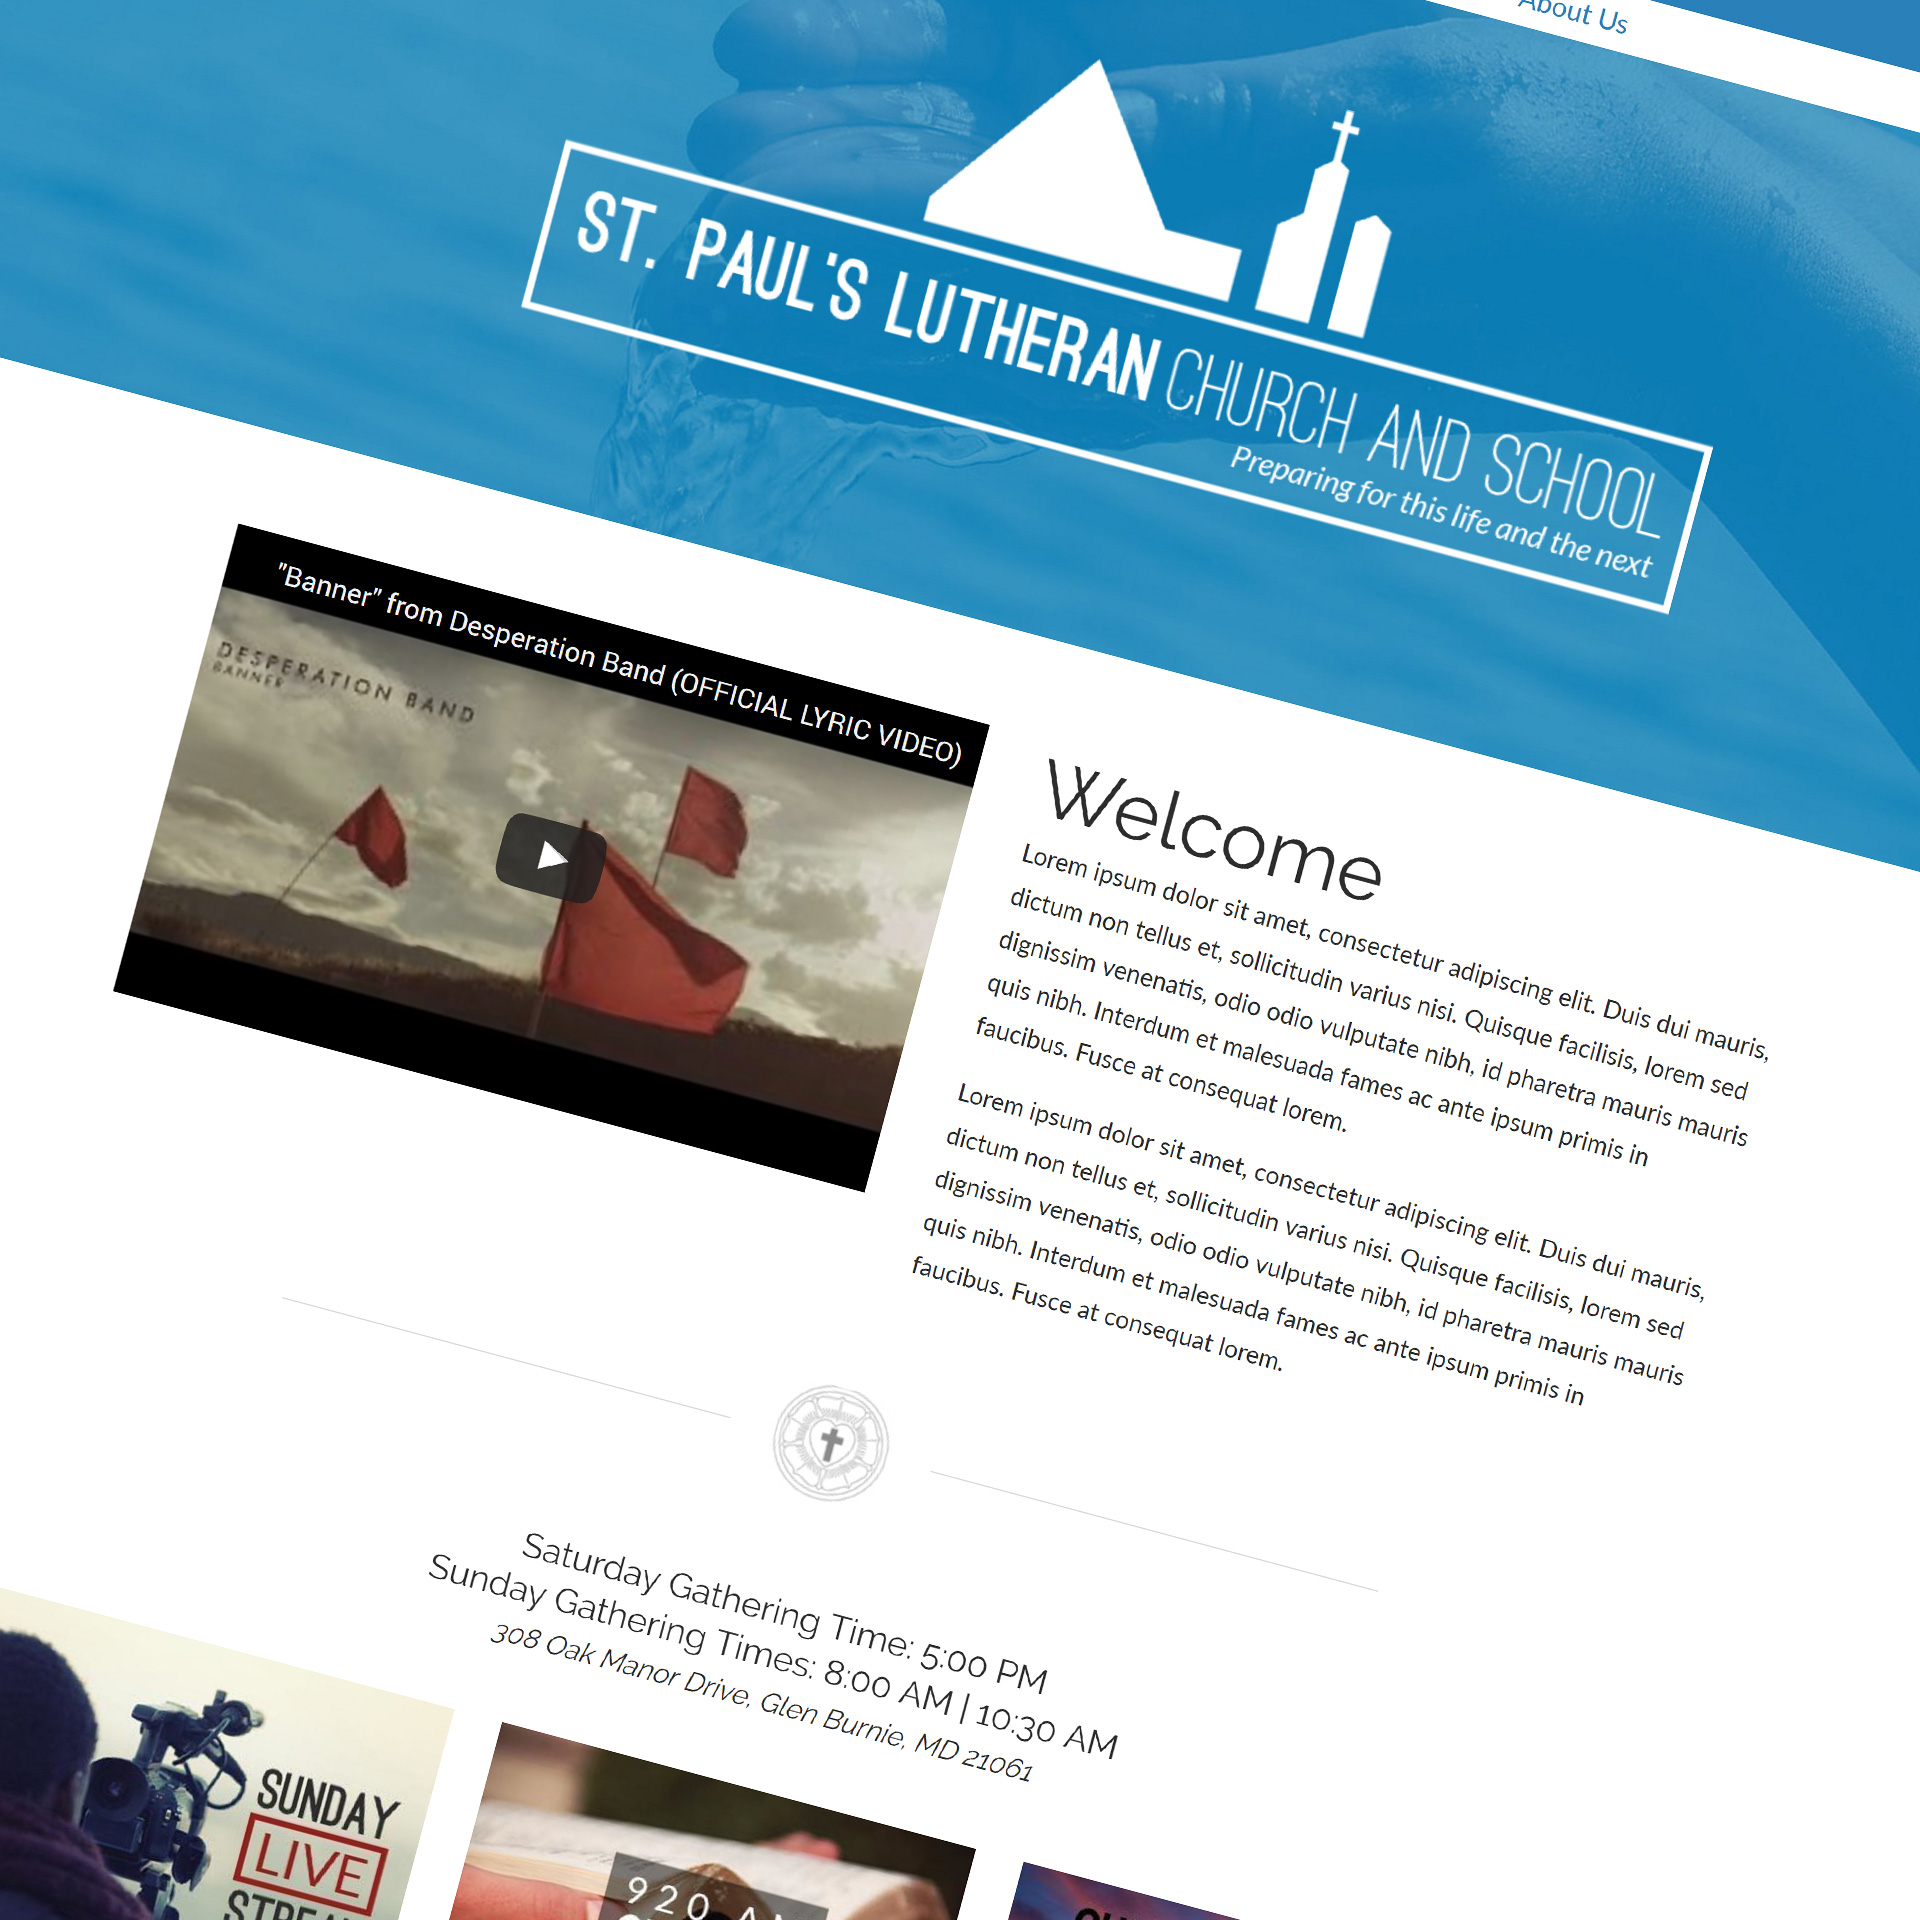 About Us
ST. PAUL'S LUTHERAN CHURCH AND SCHOOL
Preparing for this life and the next
"Banner" from Desperation Band (OFFICIAL LYRIC VIDEO)
DESPERATION BAND
BANNER
Welcome
Lorem ipsum dolor sit amet, consectetur adipiscing elit. Duis dui mauris,
dictum non tellus et, sollicitudin varius nisi. Quisque facilisis, lorem sed
dignissim venenatis, odio odio vulputate nibh, id pharetra mauris mauris
quis nibh. Interdum et malesuada fames ac ante ipsum primis in
faucibus. Fusce at consequat lorem.
Lorem ipsum dolor sit amet, consectetur adipiscing elit. Duis dui mauris,
dictum non tellus et, sollicitudin varius nisi. Quisque facilisis, lorem sed
dignissim venenatis, odio odio vulputate nibh, id pharetra mauris mauris
quis nibh. Interdum et malesuada fames ac ante ipsum primis in
faucibus. Fusce at consequat lorem.
Saturday Gathering Time: 5:00 PM
Sunday Gathering Times: 8:00 AM | 10:30 AM
308 Oak Manor Drive, Glen Burnie, MD 21061
SUNDAY
LIVE
920